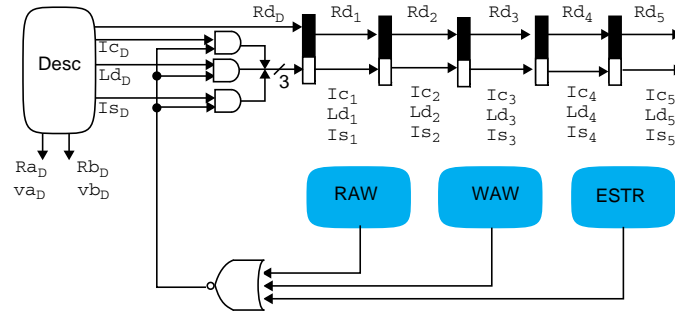 Rd_D Rd_1 Rd_2 Rd_3 Rd_4 Rd_5
Desc
Ic_D
Ld_D
Is_D
3
Ic_1 Ic_2 Ic_3 Ic_4 Ic_5
Ld_1 Ld_2 Ld_3 Ld_4 Ld_5
Is_1 Is_2 Is_3 Is_4 Is_5
Ra_D Rb_D
va_D vb_D
RAW WAW ESTR